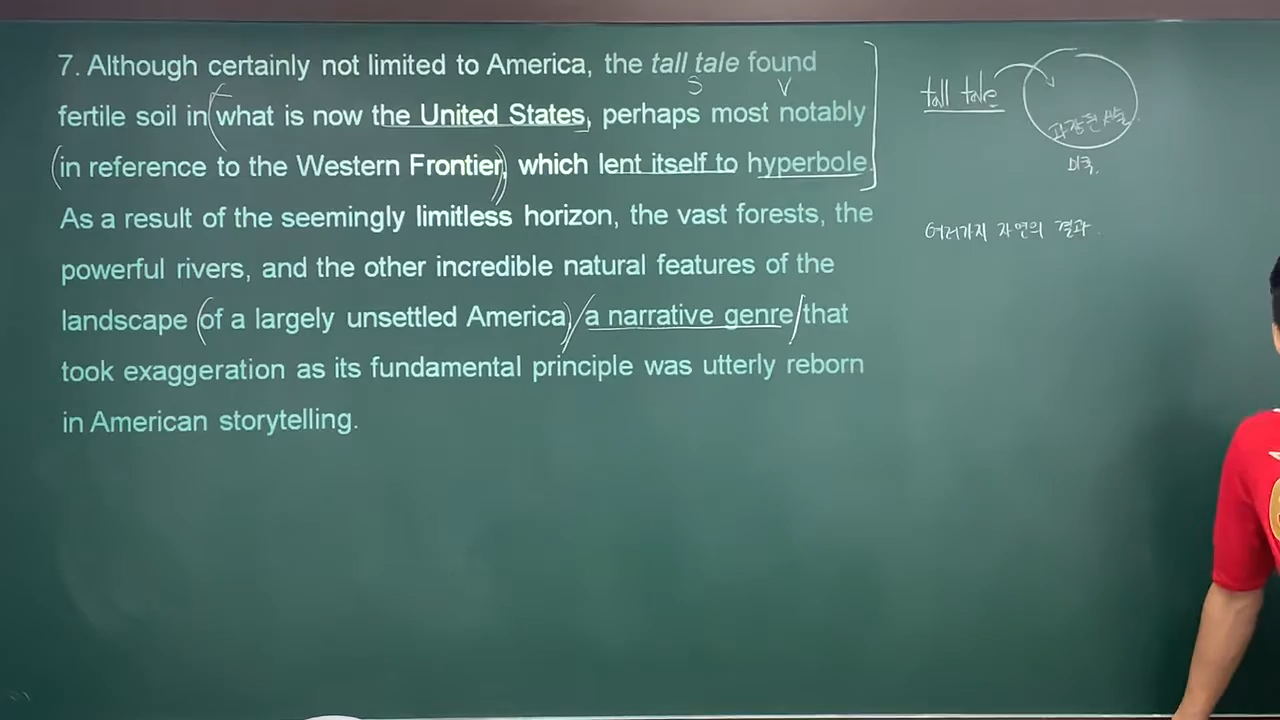 7. Although certainly not limited to America, the tall tale found
fertile soil in what is now the United States, perhaps most notably
in reference to the Western Frontier, which lent itself to hyperbole.
As a result of the seemingly limitless horizon, the vast forests, the
powerful rivers, and the other incredible natural features of the
landscape of a largely unsettled America, a narrative genre that
took exaggeration as its fundamental principle was utterly reborn
in American storytelling.
S
V
tall tale
과장된
미국.
여러가지 자연의 결과.